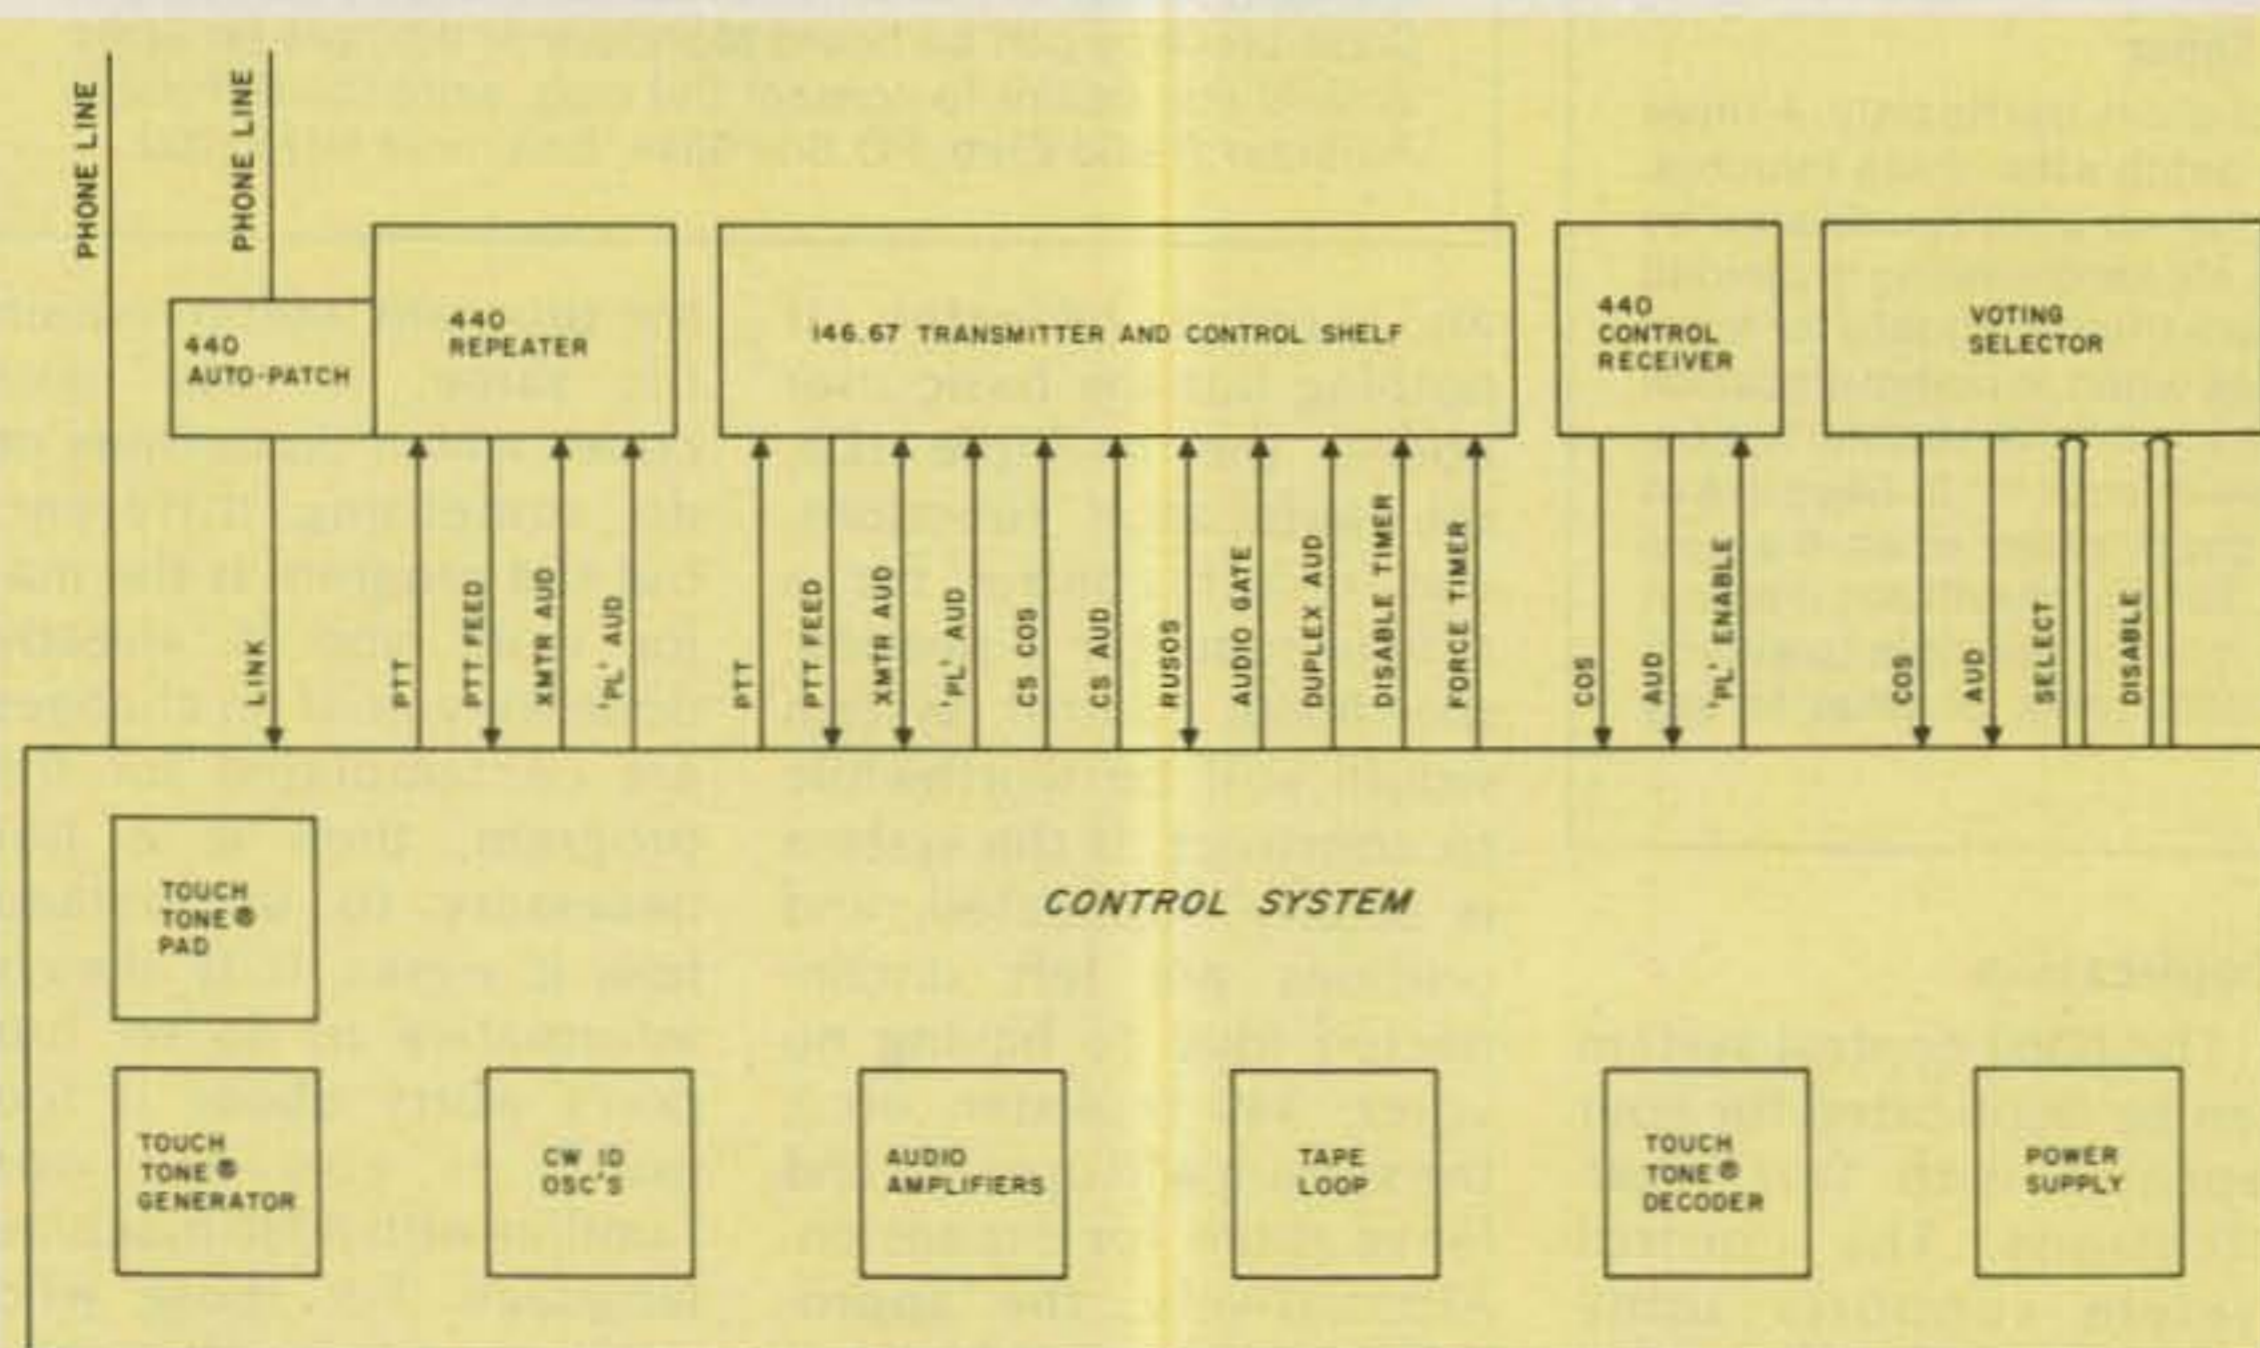 PHONE LINE
PHONE LINE
440
AUTO-PATCH
440
REPEATER
146.67 TRANSMITTER AND CONTROL SHELF
440
CONTROL
RECEIVER
VOTING
SELECTOR
LINK
PTT
PTT FEED
XMTR AUD
'PL' AUD
PTT
PTT FEED
XMTR AUD
'PL' AUD
CS COS
CS AUD
RUSOS
AUDIO GATE
DUPLEX AUD
DISABLE TIMER
FORCE TIMER
COS
AUD
'PL' ENABLE
COS
AUD
SELECT
DISABLE
CONTROL SYSTEM
TOUCH
TONE®
PAD
TOUCH
TONE®
GENERATOR
CW ID
OSC'S
AUDIO
AMPLIFIERS
TAPE
LOOP
TOUCH
TONE®
DECODER
POWER
SUPPLY